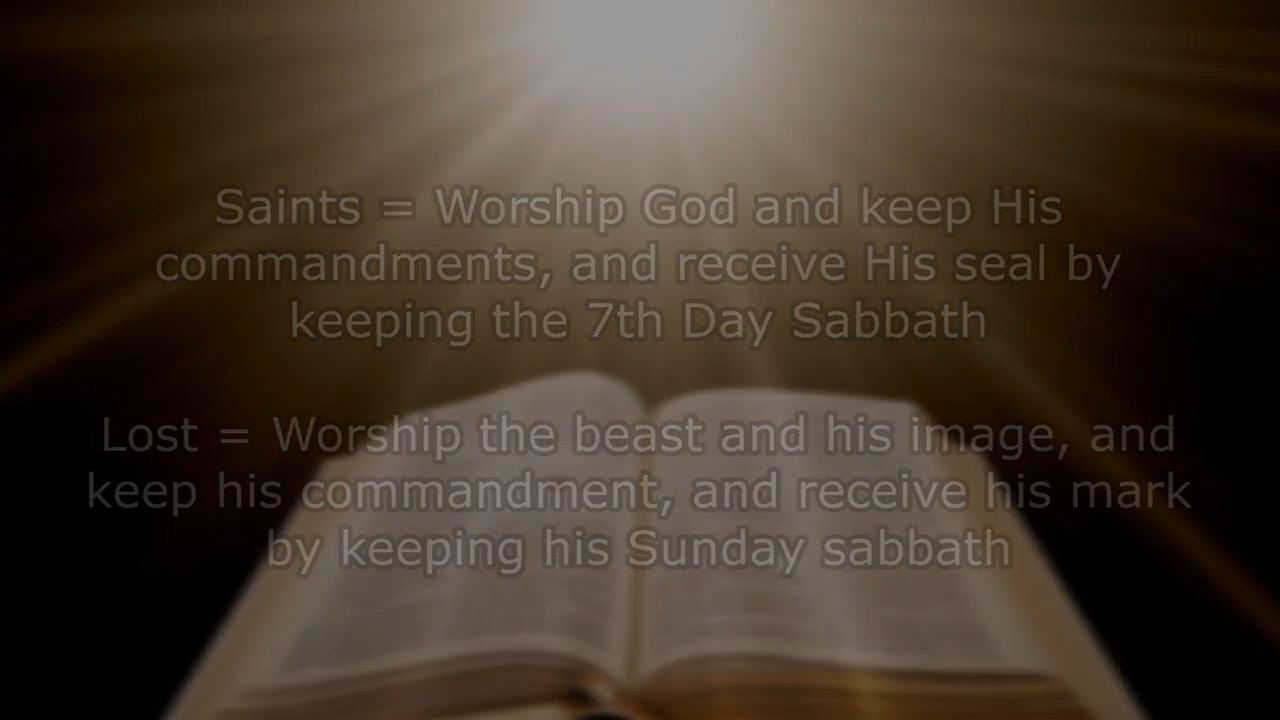 Saints = Worship God and keep His
commandments, and receive His seal by
keeping the 7th Day Sabbath
Lost = Worship the beast and his image, and
keep his commandment, and receive his mark
by keeping his Sunday sabbath